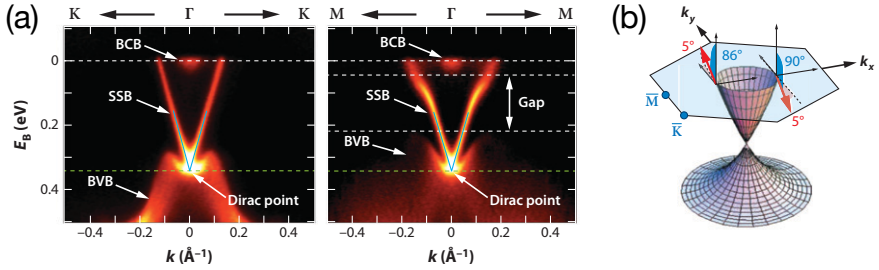 (a)
K Γ K
BCB
SSB
BVB
Dirac point
E_B (eV)
0
0.2
0.4
−0.4 −0.2 0 0.2 0.4
k (Å⁻¹)
M Γ M
BCB
SSB
Gap
BVB
Dirac point
−0.4 −0.2 0 0.2 0.4
k (Å⁻¹)
(b)
k_y
5°
86°
90°
k_x
M̅
K̅
5°